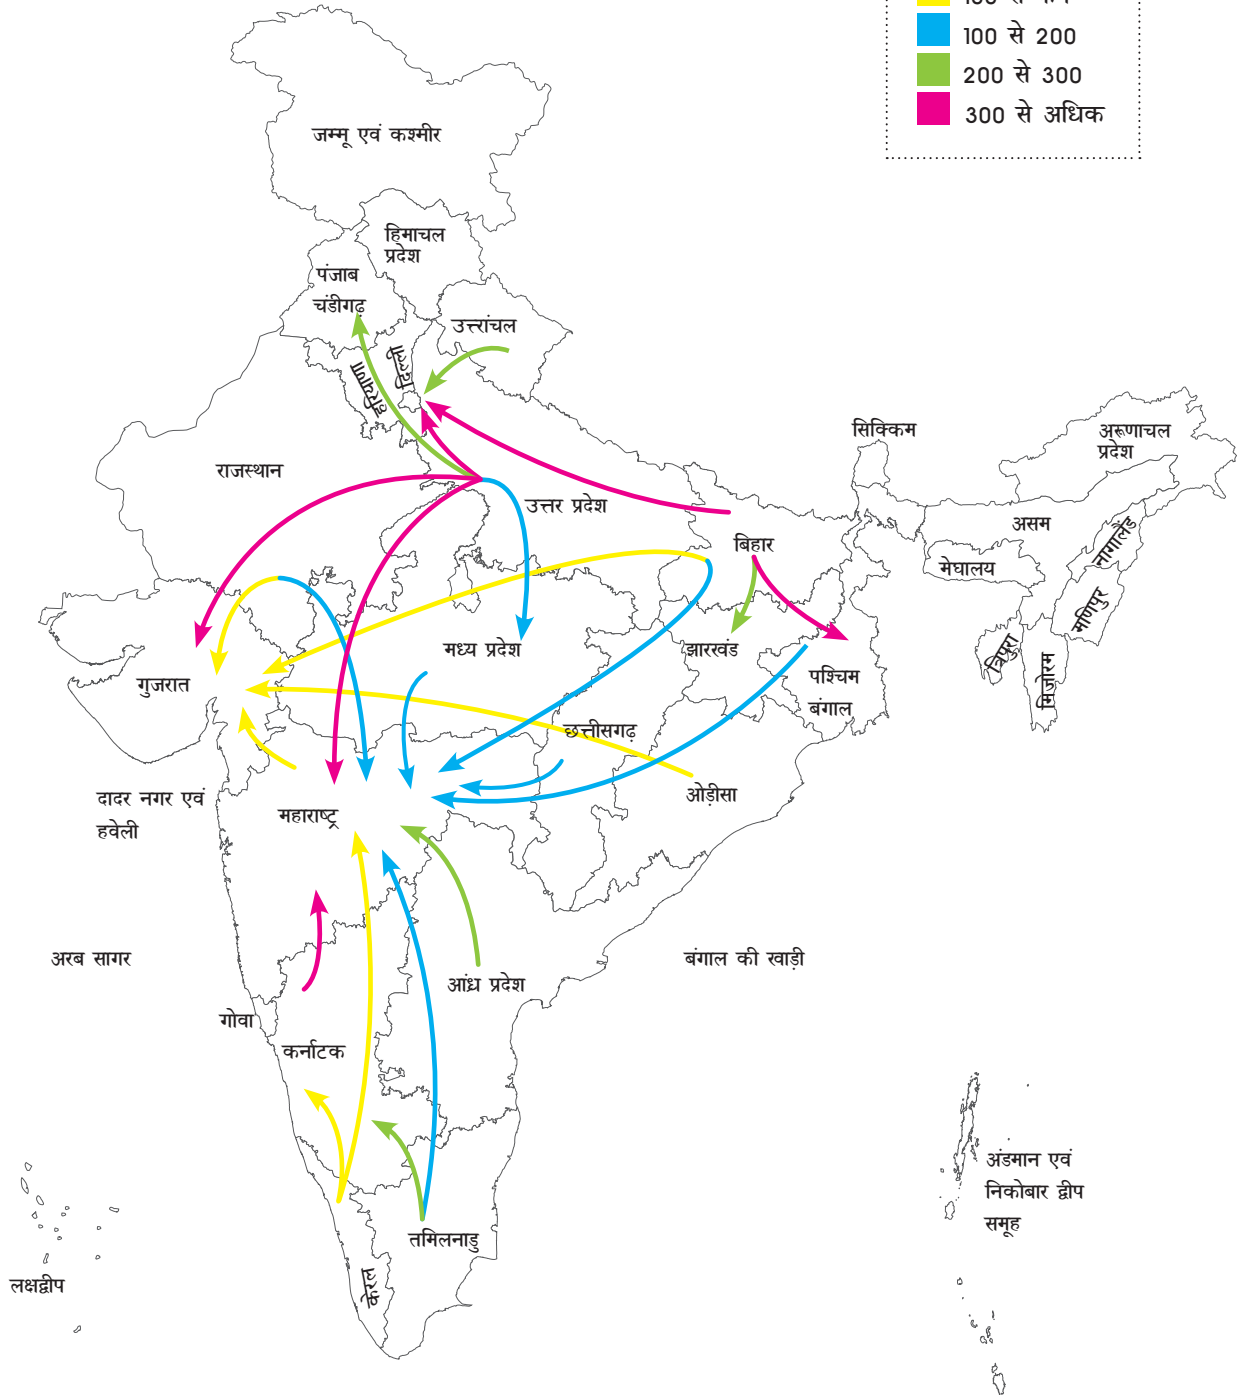 100 से 200
200 से 300
300 से अधिक
जम्मू एवं कश्मीर
हिमाचल
प्रदेश
पंजाब
चंडीगढ़
उत्तरांचल
दिल्ली
हरियाणा
राजस्थान
उत्तर प्रदेश
सिक्किम
अरूणाचल
प्रदेश
असम
नागालैंड
मेघालय
मणिपुर
बिहार
त्रिपुरा
मिज़ोरम
मध्य प्रदेश
झारखंड
पश्चिम
बंगाल
गुजरात
छत्तीसगढ़
ओड़ीसा
दादर नगर एवं
हवेली
महाराष्ट्र
अरब सागर
बंगाल की खाड़ी
आंध्र प्रदेश
गोवा
कर्नाटक
अंडमान एवं
निकोबार द्वीप
समूह
तमिलनाडु
केरल
लक्षद्वीप